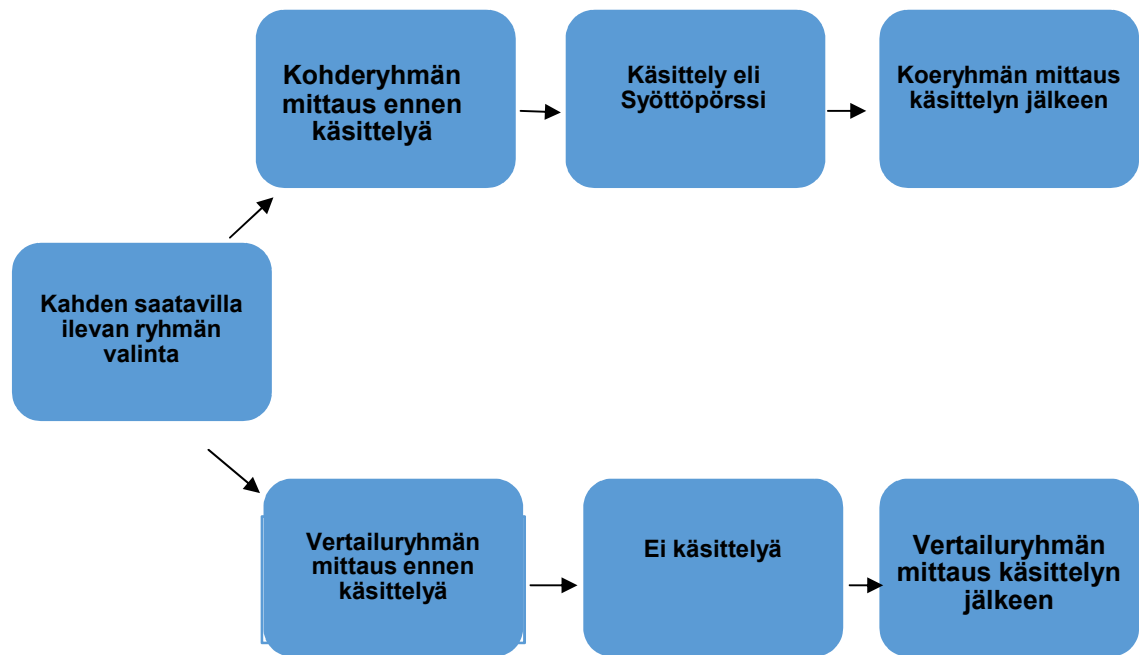 Kohderyhmän
mittaus ennen
käsittelyä
Käsittely eli
Syöttöpörssi
Koeryhmän mittaus
käsittelyn jälkeen
Kahden saatavilla
ilevan ryhmän
valinta
Vertailuryhmän
mittaus ennen
käsittelyä
Ei käsittelyä
Vertailuryhmän
mittaus käsittelyn
jälkeen